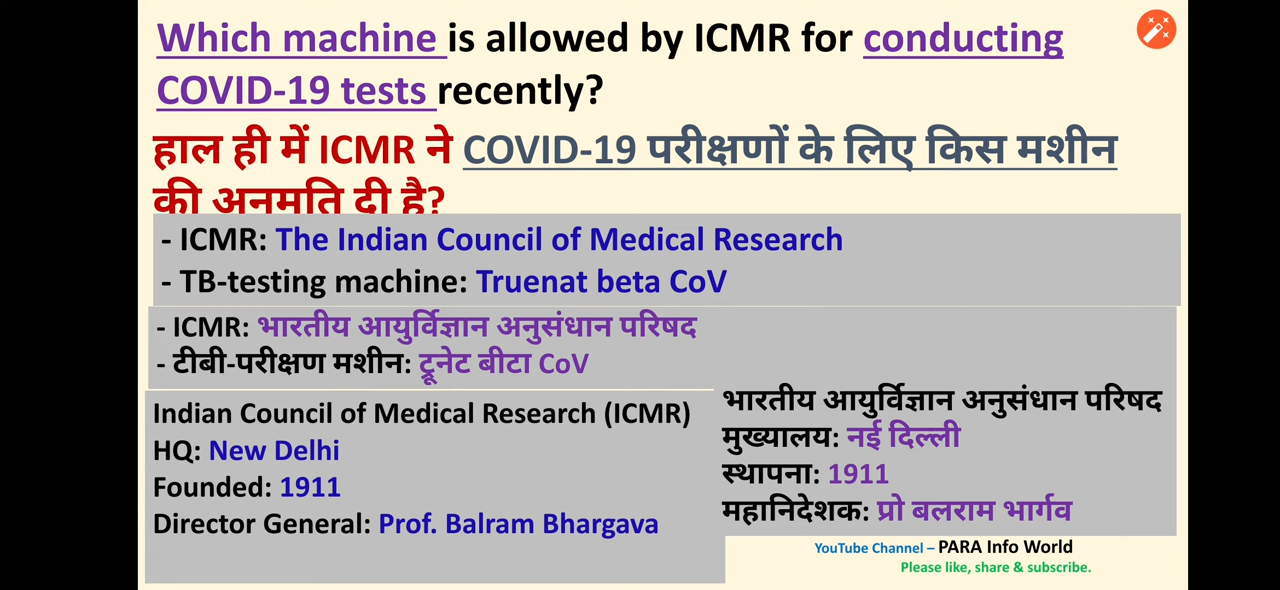 Which machine is allowed by ICMR for conducting
COVID-19 tests recently?
हाल ही में ICMR ने COVID-19 परीक्षणों के लिए किस मशीन
की अनुमति दी है?
- ICMR: The Indian Council of Medical Research
- TB-testing machine: Truenat beta CoV
- ICMR: भारतीय आयुर्विज्ञान अनुसंधान परिषद
- टीबी-परीक्षण मशीन: ट्रूनेट बीटा CoV
Indian Council of Medical Research (ICMR)
HQ: New Delhi
Founded: 1911
Director General: Prof. Balram Bhargava
भारतीय आयुर्विज्ञान अनुसंधान परिषद
मुख्यालय: नई दिल्ली
स्थापना: 1911
महानिदेशक: प्रो बलराम भार्गव
YouTube Channel – PARA Info World
Please like, share & subscribe.